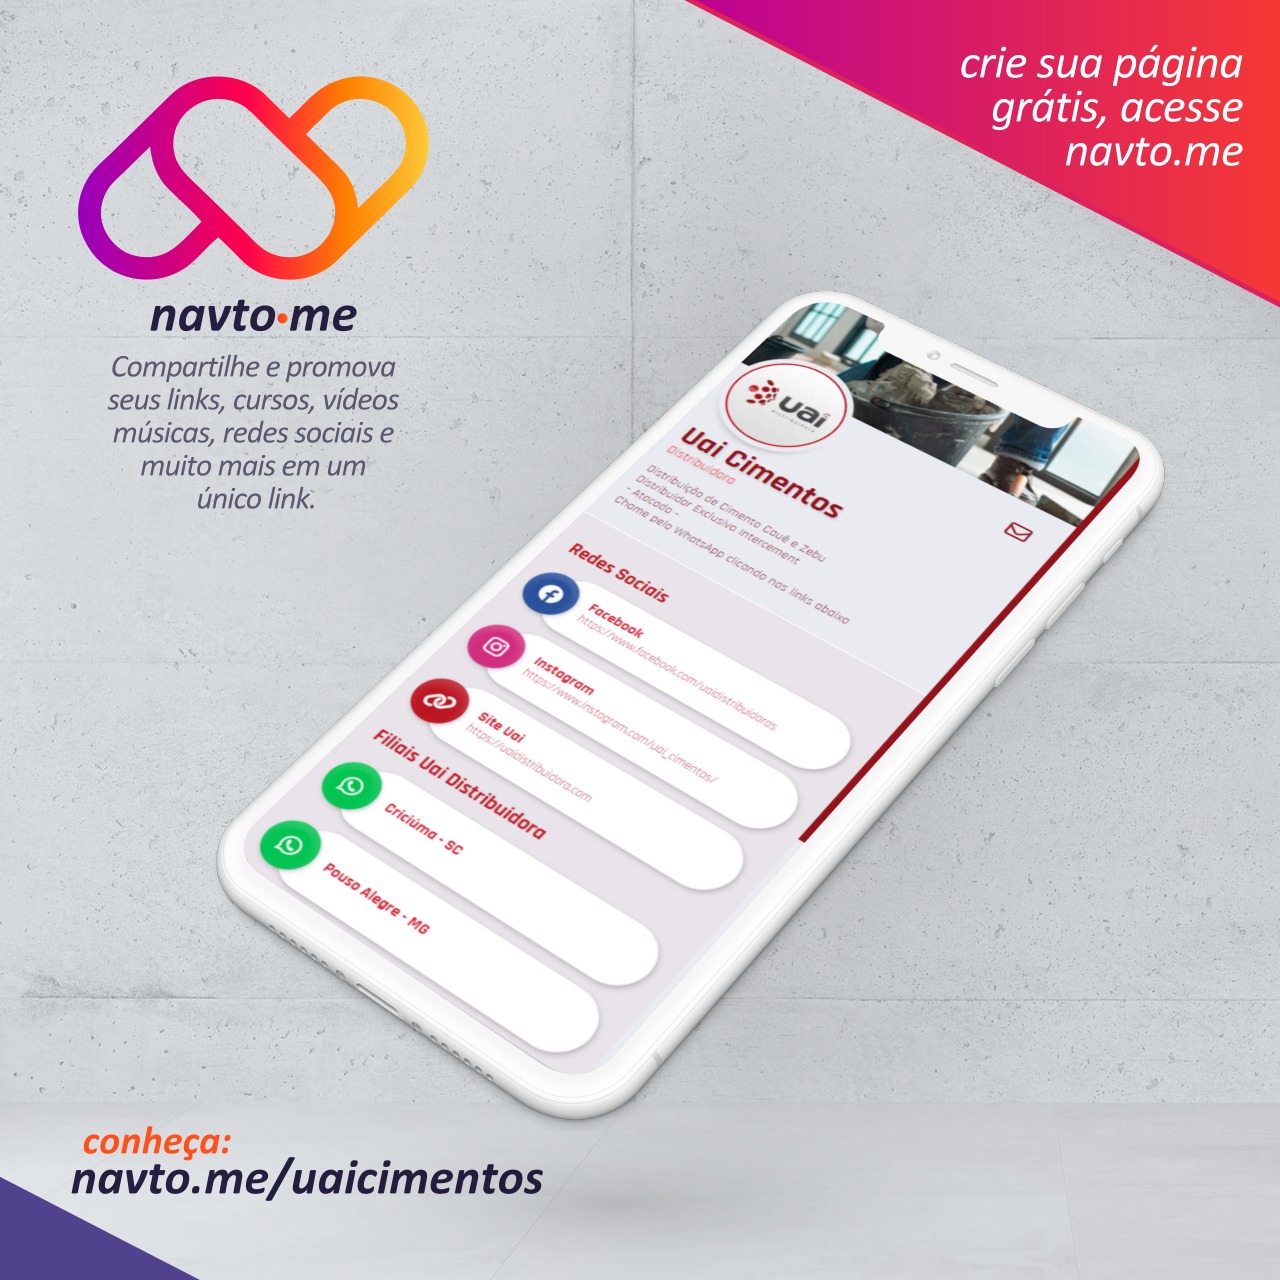 crie sua página
grátis, acesse
navto.me
navto.me
Compartilhe e promova
seus links, cursos, vídeos
músicas, redes sociais e
muito mais em um
único link.
uai
Distribuidora
Uai Cimentos
Distribuidora
Distribuição de Cimento Cauê e Zebu
Distribuidor Exclusivo Intercement
- Atacado -
Chame pelo WhatsApp clicando nos links abaixo
Redes Sociais
Facebook
https://www.facebook.com/uaidistribuidoras
Instagram
https://www.instagram.com/uai_cimentos/
Site Uai
https://uaidistribuidora.com
Filiais Uai Distribuidora
Criciúma - SC
Pouso Alegre - MG
conheça:
navto.me/uaicimentos